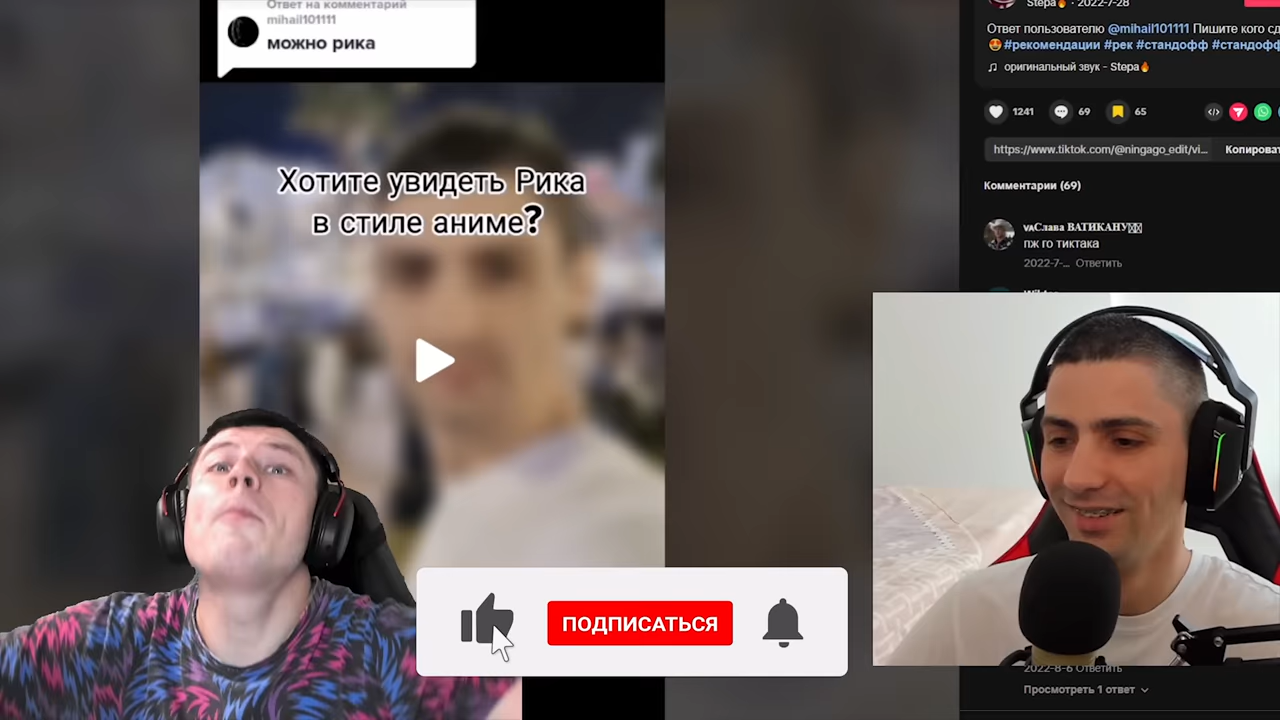 Ответ на комментарий
mihail101111
можно рика
Хотите увидеть Рика
в стиле аниме?
ПОДПИСАТЬСЯ
Stepa🔥 · 2022-7-28
Ответ пользователю @mihail101111 Пишите кого сд
🤩#рекомендации #рек #стандофф #стандофф
♫ оригинальный звук - Stepa🔥
1241 69 65
https://www.tiktok.com/@ningago_edit/vi... Копироват
Комментарии (69)
vᴀСлава ВАТИКАНУ
пж го тиктака
2022-7-... Ответить
2022-8-6 Ответить
Просмотреть 1 ответ